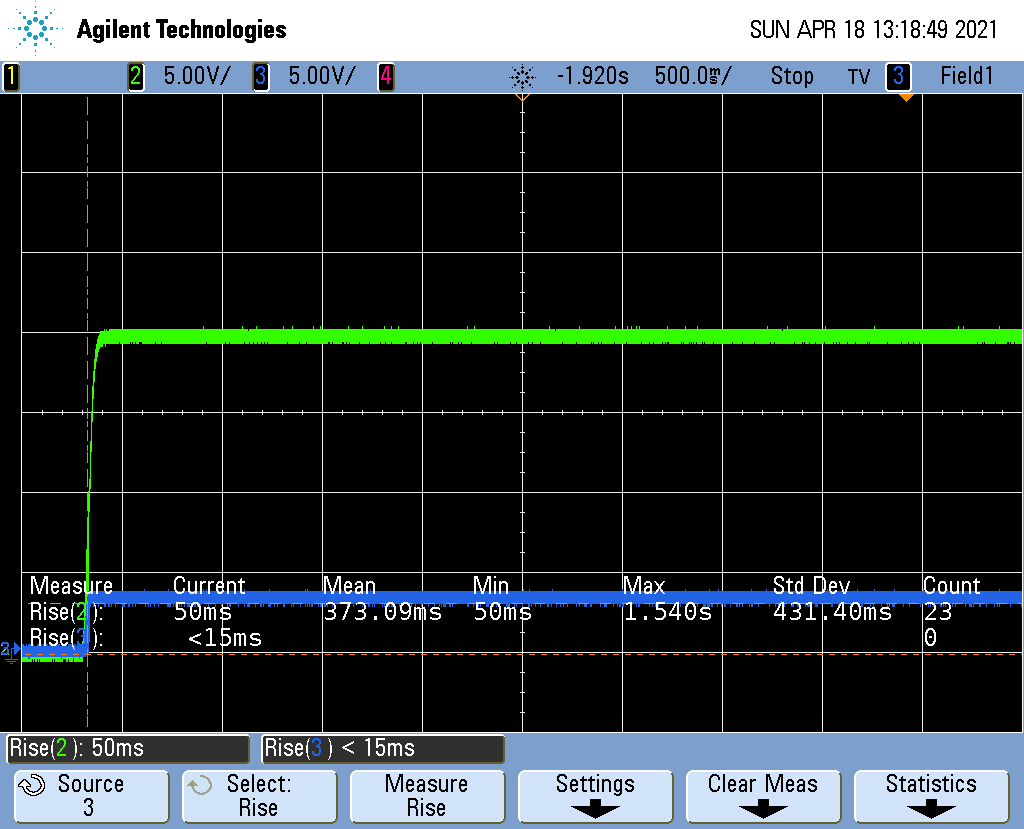 Agilent Technologies SUN APR 18 13:18:49 2021
1 2 5.00V/ 3 5.00V/ 4 -1.920s 500.0ms/ Stop TV 3 Field1
Measure Current Mean Min Max Std Dev Count
Rise(2): 50ms 373.09ms 50ms 1.540s 431.40ms 23
Rise(3): <15ms 0
2
Rise(2): 50ms Rise(3) < 15ms
Source Select: Measure Settings Clear Meas Statistics
3 Rise Rise